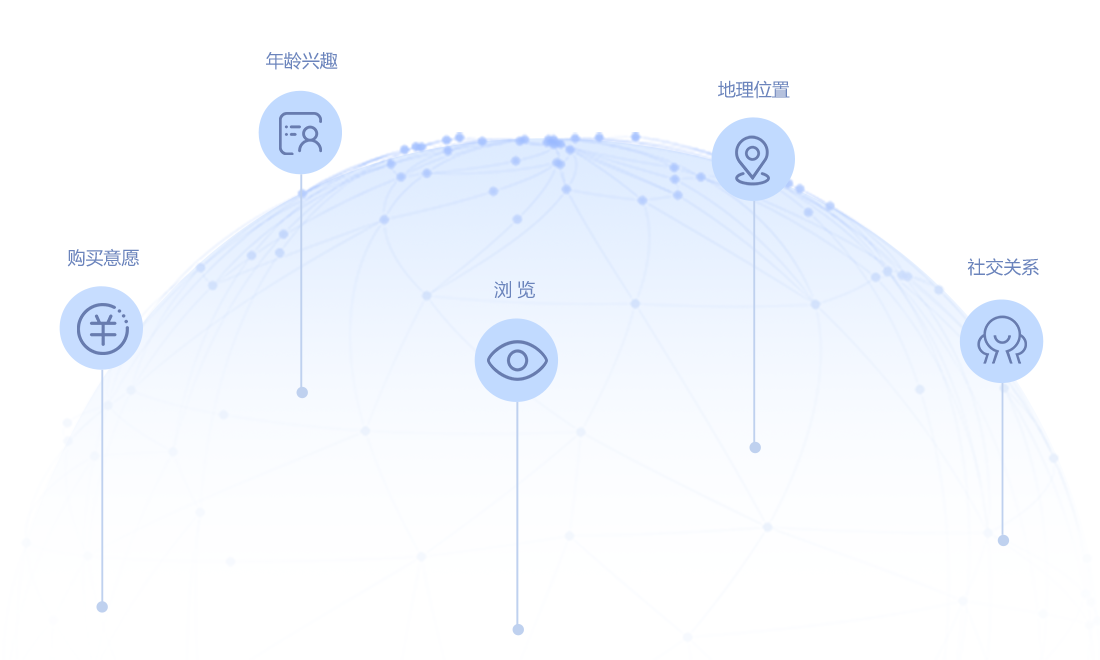 年龄兴趣
地理位置
购买意愿
社交关系
浏 览